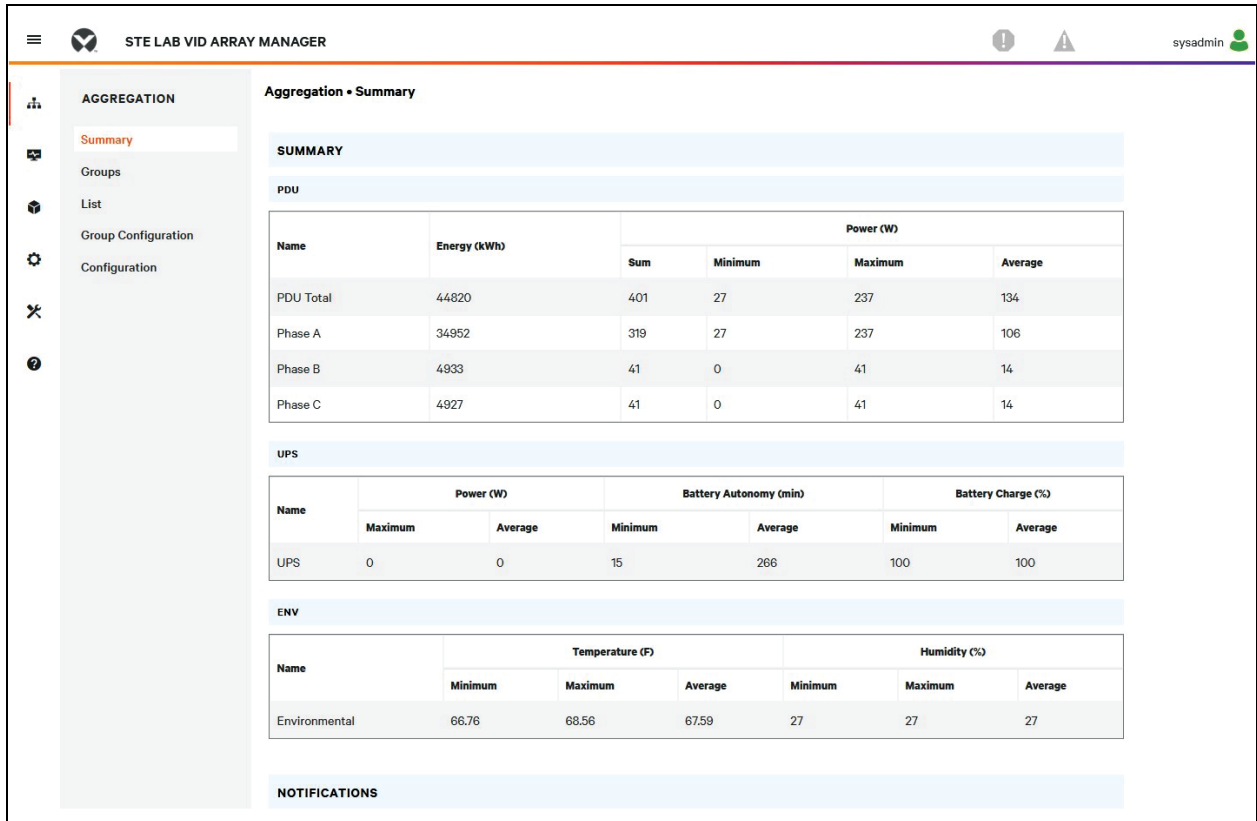 STE LAB VID ARRAY MANAGER
sysadmin
AGGREGATION
Summary
Groups
List
Group Configuration
Configuration
Aggregation • Summary
SUMMARY
PDU
Name Energy (kWh) Power (W)
Sum Minimum Maximum Average
PDU Total 44820 401 27 237 134
Phase A 34952 319 27 237 106
Phase B 4933 41 0 41 14
Phase C 4927 41 0 41 14
UPS
Name Power (W) Battery Autonomy (min) Battery Charge (%)
Maximum Average Minimum Average Minimum Average
UPS 0 0 15 266 100 100
ENV
Name Temperature (F) Humidity (%)
Minimum Maximum Average Minimum Maximum Average
Environmental 66.76 68.56 67.59 27 27 27
NOTIFICATIONS